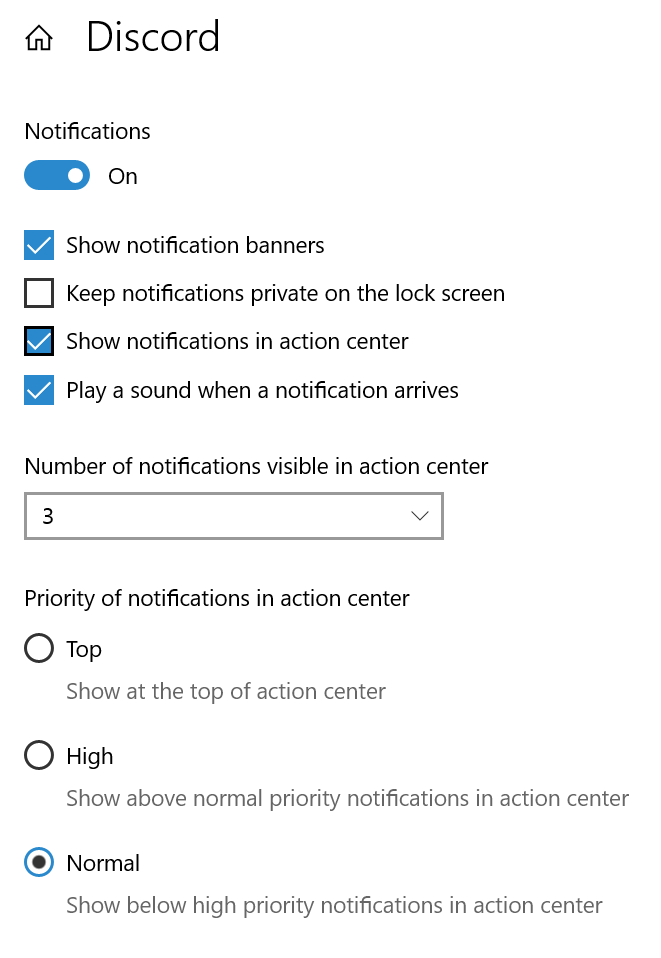 Discord
Notifications
On
Show notification banners
Keep notifications private on the lock screen
Show notifications in action center
Play a sound when a notification arrives
Number of notifications visible in action center
3
Priority of notifications in action center
Top
Show at the top of action center
High
Show above normal priority notifications in action center
Normal
Show below high priority notifications in action center